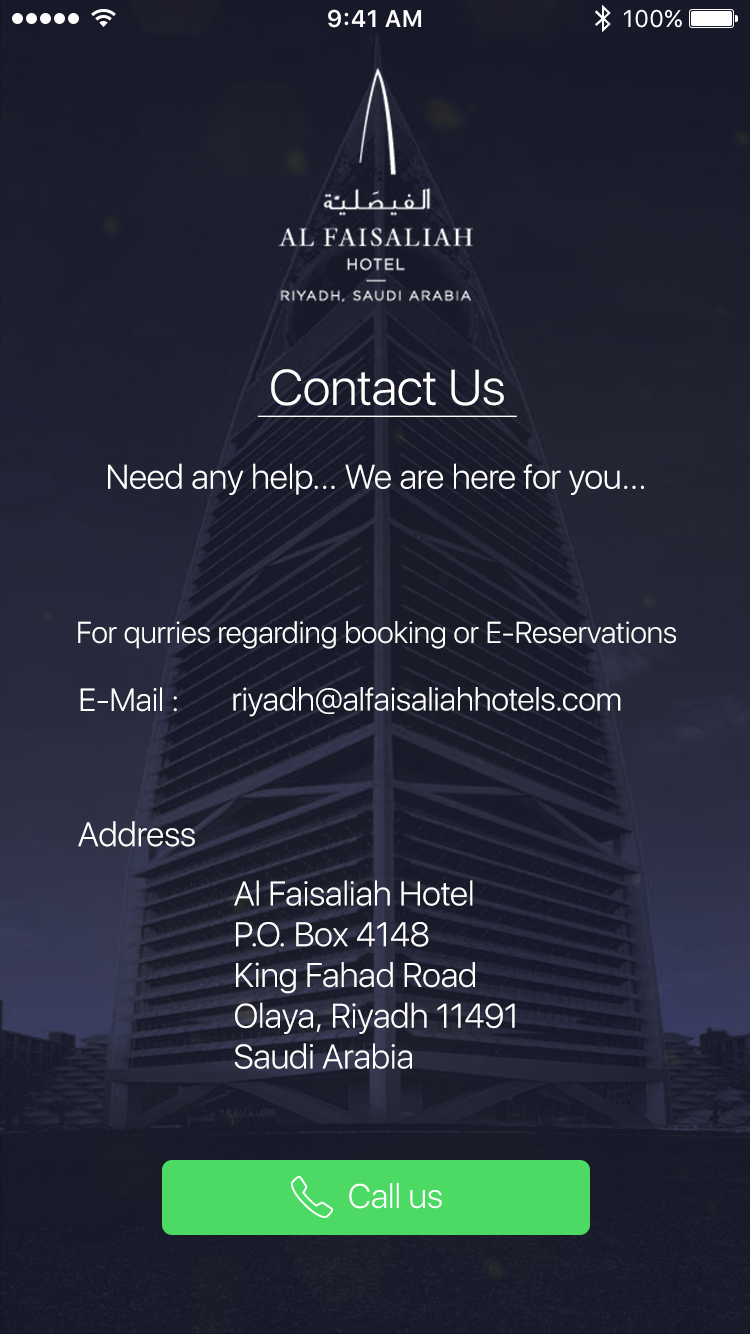 9:41 AM
100%
الفيصَليّة
AL FAISALIAH
HOTEL
RIYADH, SAUDI ARABIA
Contact Us
Need any help... We are here for you...
For qurries regarding booking or E-Reservations
E-Mail : riyadh@alfaisaliahhotels.com
Address
Al Faisaliah Hotel
P.O. Box 4148
King Fahad Road
Olaya, Riyadh 11491
Saudi Arabia
Call us